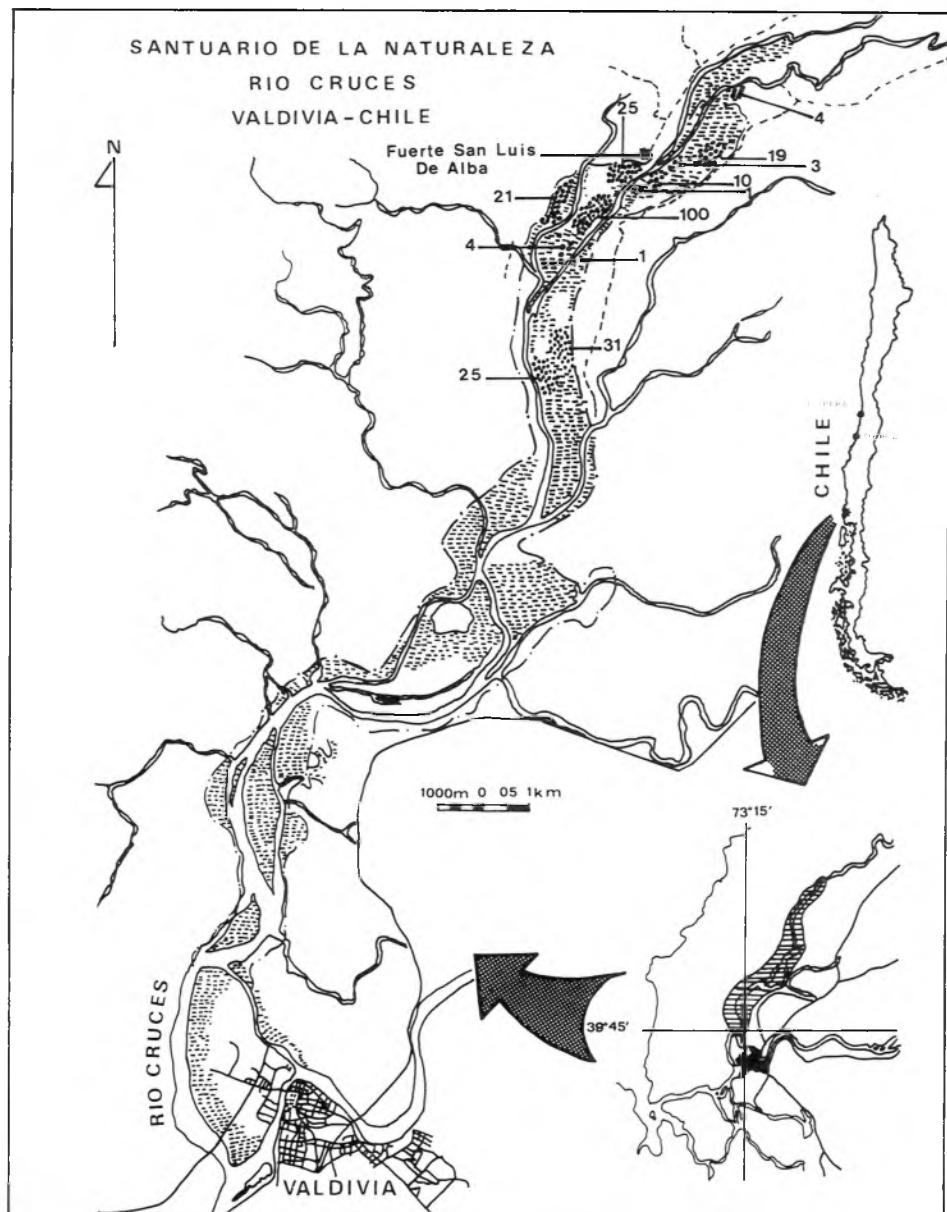 SANTUARIO DE LA NATURALEZA
RIO CRUCES
VALDIVIA-CHILE
N
25
4
Fuerte San Luis
De Alba
19
3
21
10
1
100
4
1
31
25
CHILE
1000m 0 05 1km
73°15'
39°45'
RIO CRUCES
VALDIVIA